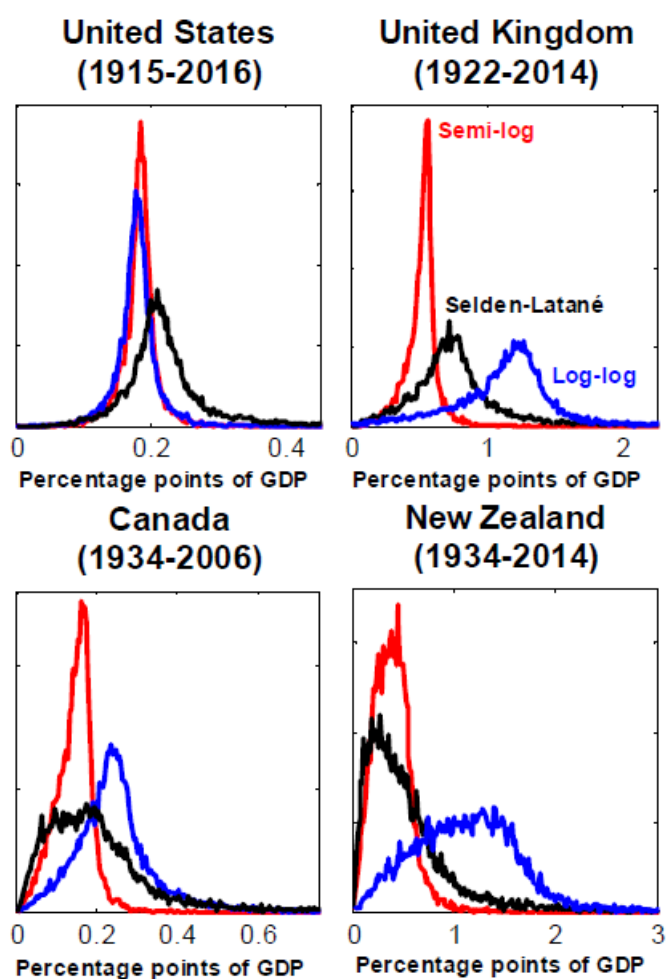 United States
(1915-2016)
United Kingdom
(1922-2014)
Semi-log
Selden-Latané
Log-log
0
0.2
0.4
0
1
2
Percentage points of GDP
Percentage points of GDP
Canada
(1934-2006)
New Zealand
(1934-2014)
0
0.2
0.4
0.6
0
1
2
3
Percentage points of GDP
Percentage points of GDP